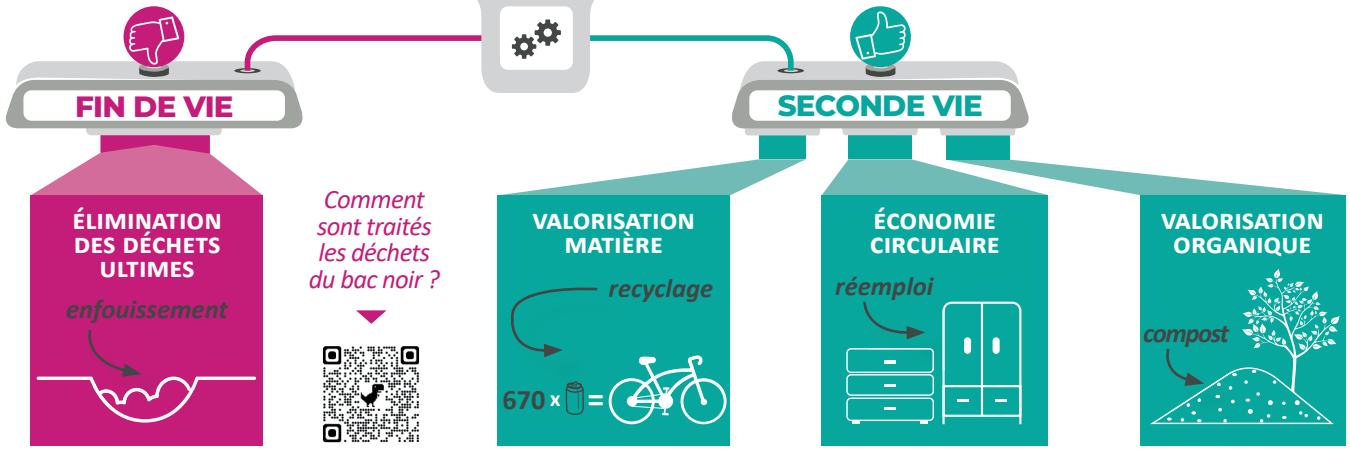 FIN DE VIE
SECONDE VIE
ÉLIMINATION
DES DÉCHETS
ULTIMES
enfouissement
Comment
sont traités
les déchets
du bac noir ?
VALORISATION
MATIÈRE
recyclage
670 x =
ÉCONOMIE
CIRCULAIRE
réemploi
VALORISATION
ORGANIQUE
compost